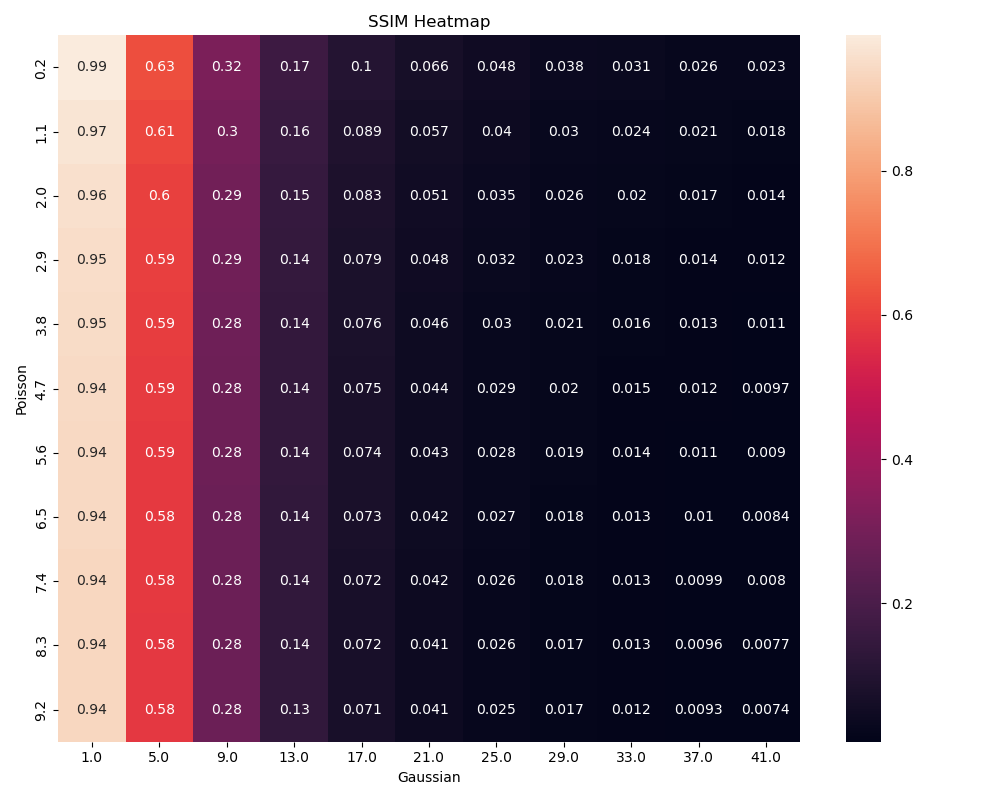 SSIM Heatmap
0.2 0.99 0.63 0.32 0.17 0.1 0.066 0.048 0.038 0.031 0.026 0.023
1.1 0.97 0.61 0.3 0.16 0.089 0.057 0.04 0.03 0.024 0.021 0.018
2.0 0.96 0.6 0.29 0.15 0.083 0.051 0.035 0.026 0.02 0.017 0.014
2.9 0.95 0.59 0.29 0.14 0.079 0.048 0.032 0.023 0.018 0.014 0.012
3.8 0.95 0.59 0.28 0.14 0.076 0.046 0.03 0.021 0.016 0.013 0.011
4.7 0.94 0.59 0.28 0.14 0.075 0.044 0.029 0.02 0.015 0.012 0.0097
5.6 0.94 0.59 0.28 0.14 0.074 0.043 0.028 0.019 0.014 0.011 0.009
6.5 0.94 0.58 0.28 0.14 0.073 0.042 0.027 0.018 0.013 0.01 0.0084
7.4 0.94 0.58 0.28 0.14 0.072 0.042 0.026 0.018 0.013 0.0099 0.008
8.3 0.94 0.58 0.28 0.14 0.072 0.041 0.026 0.017 0.013 0.0096 0.0077
9.2 0.94 0.58 0.28 0.13 0.071 0.041 0.025 0.017 0.012 0.0093 0.0074
Poisson
1.0 5.0 9.0 13.0 17.0 21.0 25.0 29.0 33.0 37.0 41.0
Gaussian
0.8
0.6
0.4
0.2